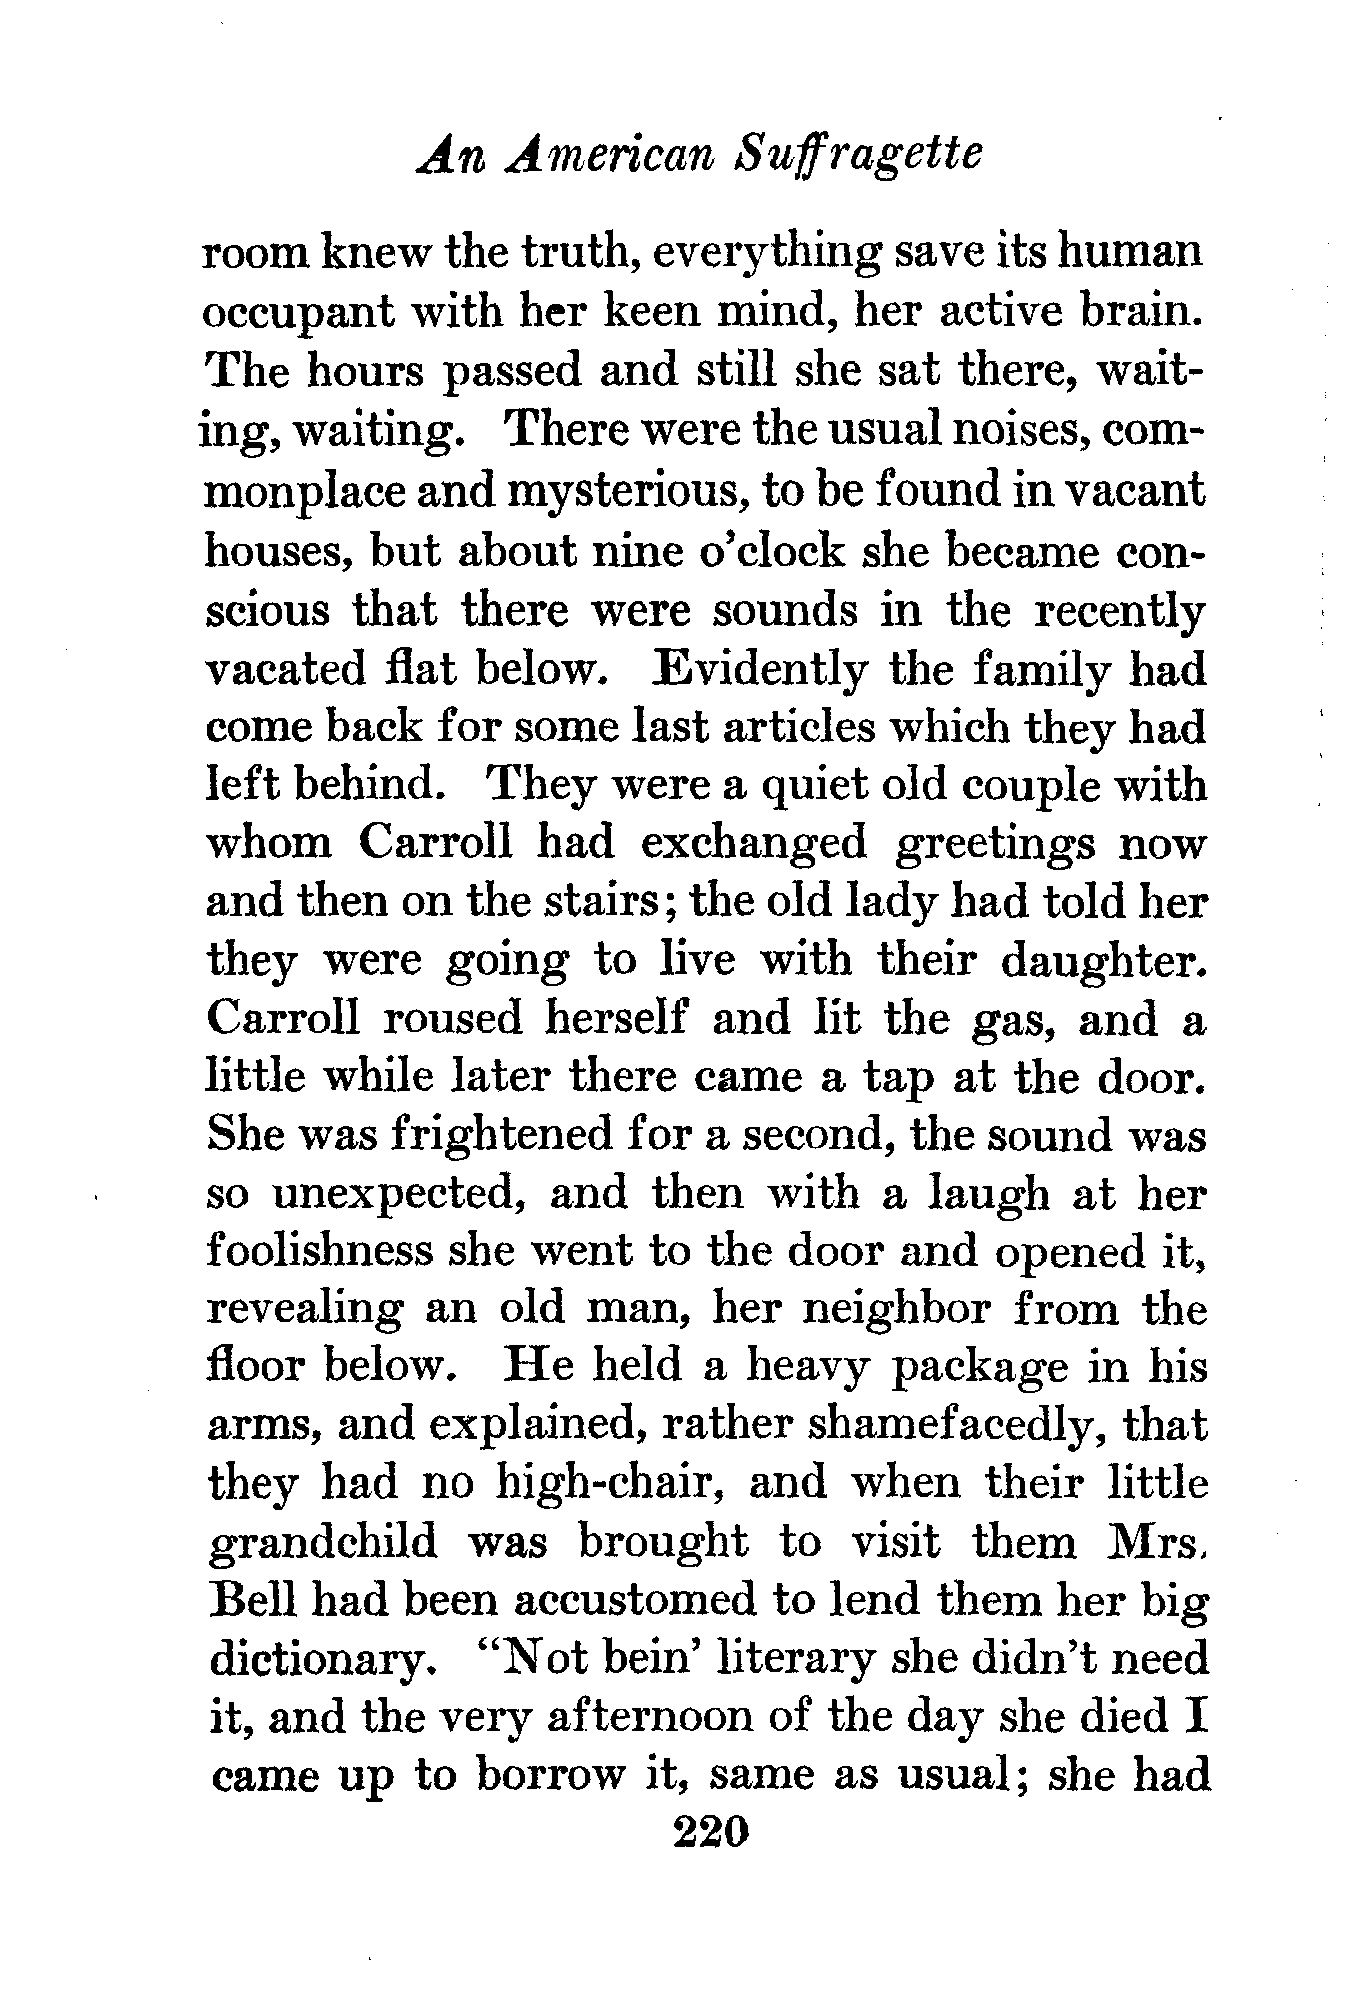 An American Suffragette
room knew the truth, everything save its human
occupant with her keen mind, her active brain.
The hours passed and still she sat there, wait-
ing, waiting. There were the usual noises, com-
monplace and mysterious, to be found in vacant
houses, but about nine o'clock she became con-
scious that there were sounds in the recently
vacated flat below. Evidently the family had
come back for some last articles which they had
left behind. They were a quiet old couple with
whom Carroll had exchanged greetings now
and then on the stairs; the old lady had told her
they were going to live with their daughter.
Carroll roused herself and lit the gas, and a
little while later there came a tap at the door.
She was frightened for a second, the sound was
so unexpected, and then with a laugh at her
foolishness she went to the door and opened it,
revealing an old man, her neighbor from the
floor below. He held a heavy package in his
arms, and explained, rather shamefacedly, that
they had no high-chair, and when their little
grandchild was brought to visit them Mrs.
Bell had been accustomed to lend them her big
dictionary. "Not bein' literary she didn't need
it, and the very afternoon of the day she died I
came up to borrow it, same as usual; she had
220